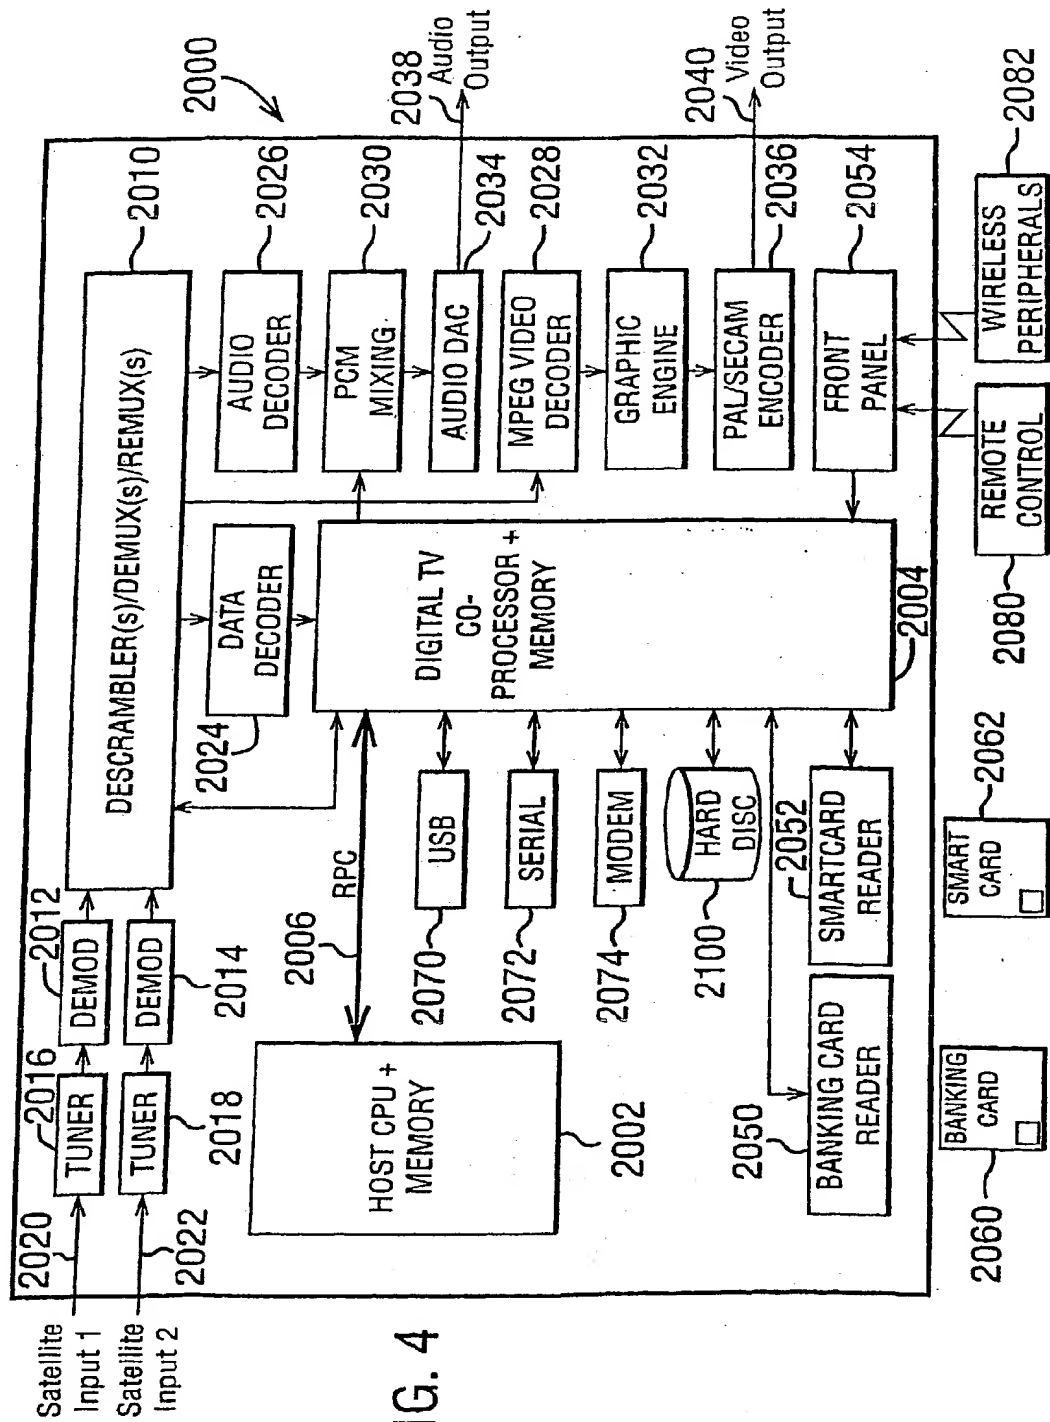 2000
Satellite
Input 1
2020
Satellite
Input 2
2022
2016
TUNER
TUNER
2018
2012
DEMOD
DEMOD
2014
DESCRAMBLER(s)/DEMUX(s)/REMUX(s)
2010
2024
DATA
DECODER
AUDIO
DECODER
2026
PCM
MIXING
2030
AUDIO DAC
2034
2038
Audio
Output
MPEG VIDEO
DECODER
2028
GRAPHIC
ENGINE
2032
PAL/SECAM
ENCODER
2036
2040
Video
Output
FRONT
PANEL
2054
HOST CPU +
MEMORY
2002
2006
RPC
DIGITAL TV
CO-
PROCESSOR +
MEMORY
2004
USB
2070
SERIAL
2072
MODEM
2074
HARD
DISC
2100
2052
SMARTCARD
READER
2050
BANKING CARD
READER
BANKING
CARD
2060
SMART
CARD
2062
REMOTE
CONTROL
2080
WIRELESS
PERIPHERALS
2082
IG. 4